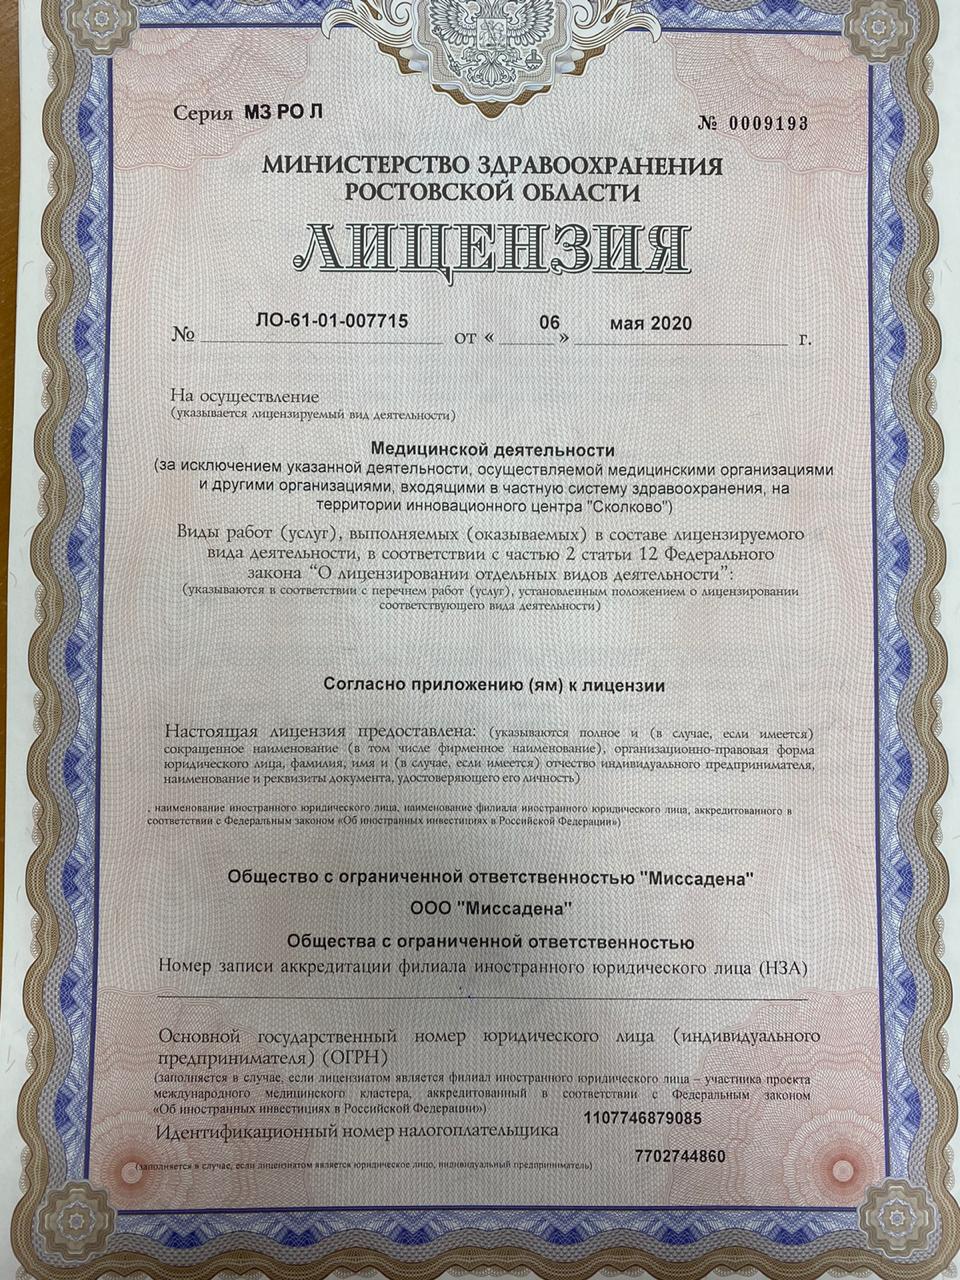 Серия МЗ РО Л
№ 0009193
МИНИСТЕРСТВО ЗДРАВООХРАНЕНИЯ
РОСТОВСКОЙ ОБЛАСТИ
ЛИЦЕНЗИЯ
№ ЛО-61-01-007715 от « 06 » мая 2020 г.
На осуществление
(указывается лицензируемый вид деятельности)
Медицинской деятельности
(за исключением указанной деятельности, осуществляемой медицинскими организациями
и другими организациями, входящими в частную систему здравоохранения, на
территории инновационного центра "Сколково")
Виды работ (услуг), выполняемых (оказываемых) в составе лицензируемого
вида деятельности, в соответствии с частью 2 статьи 12 Федерального
закона “О лицензировании отдельных видов деятельности”:
(указываются в соответствии с перечнем работ (услуг), установленным положением о лицензировании
соответствующего вида деятельности)
Согласно приложению (ям) к лицензии
Настоящая лицензия предоставлена: (указываются полное и (в случае, если имеется)
сокращенное наименование (в том числе фирменное наименование), организационно-правовая форма
юридического лица, фамилия, имя и (в случае, если имеется) отчество индивидуального предпринимателя,
наименование и реквизиты документа, удостоверяющего его личность)
, наименование иностранного юридического лица, наименование филиала иностранного юридического лица, аккредитованного в
соответствии с Федеральным законом «Об иностранных инвестициях в Российской Федерации»)
Общество с ограниченной ответственностью "Миссадена"
ООО "Миссадена"
Общества с ограниченной ответственностью
Номер записи аккредитации филиала иностранного юридического лица (НЗА)
Основной государственный номер юридического лица (индивидуального
предпринимателя) (ОГРН)
(заполняется в случае, если лицензиатом является филиал иностранного юридического лица – участника проекта
международного медицинского кластера, аккредитованный в соответствии с Федеральным законом
«Об иностранных инвестициях в Российской Федерации»)
1107746879085
Идентификационный номер налогоплательщика
7702744860
(заполняется в случае, если лицензиатом является юридическое лицо, индивидуальный предприниматель)